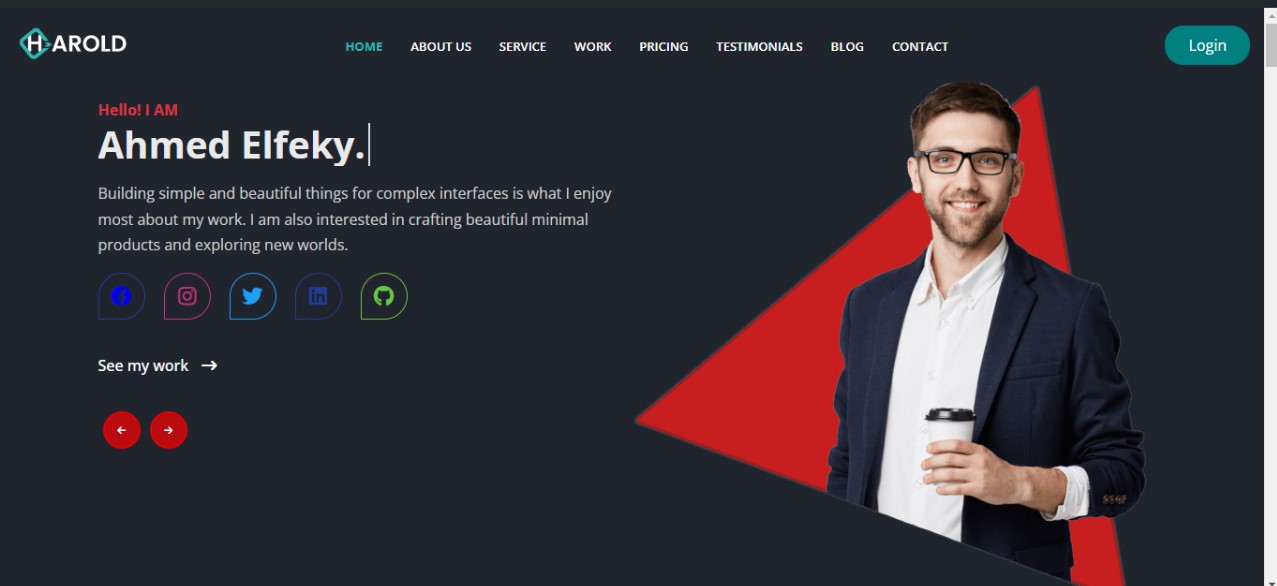 HAROLD
HOME ABOUT US SERVICE WORK PRICING TESTIMONIALS BLOG CONTACT
Login
Hello! I AM
Ahmed Elfeky.
Building simple and beautiful things for complex interfaces is what I enjoy
most about my work. I am also interested in crafting beautiful minimal
products and exploring new worlds.
See my work →